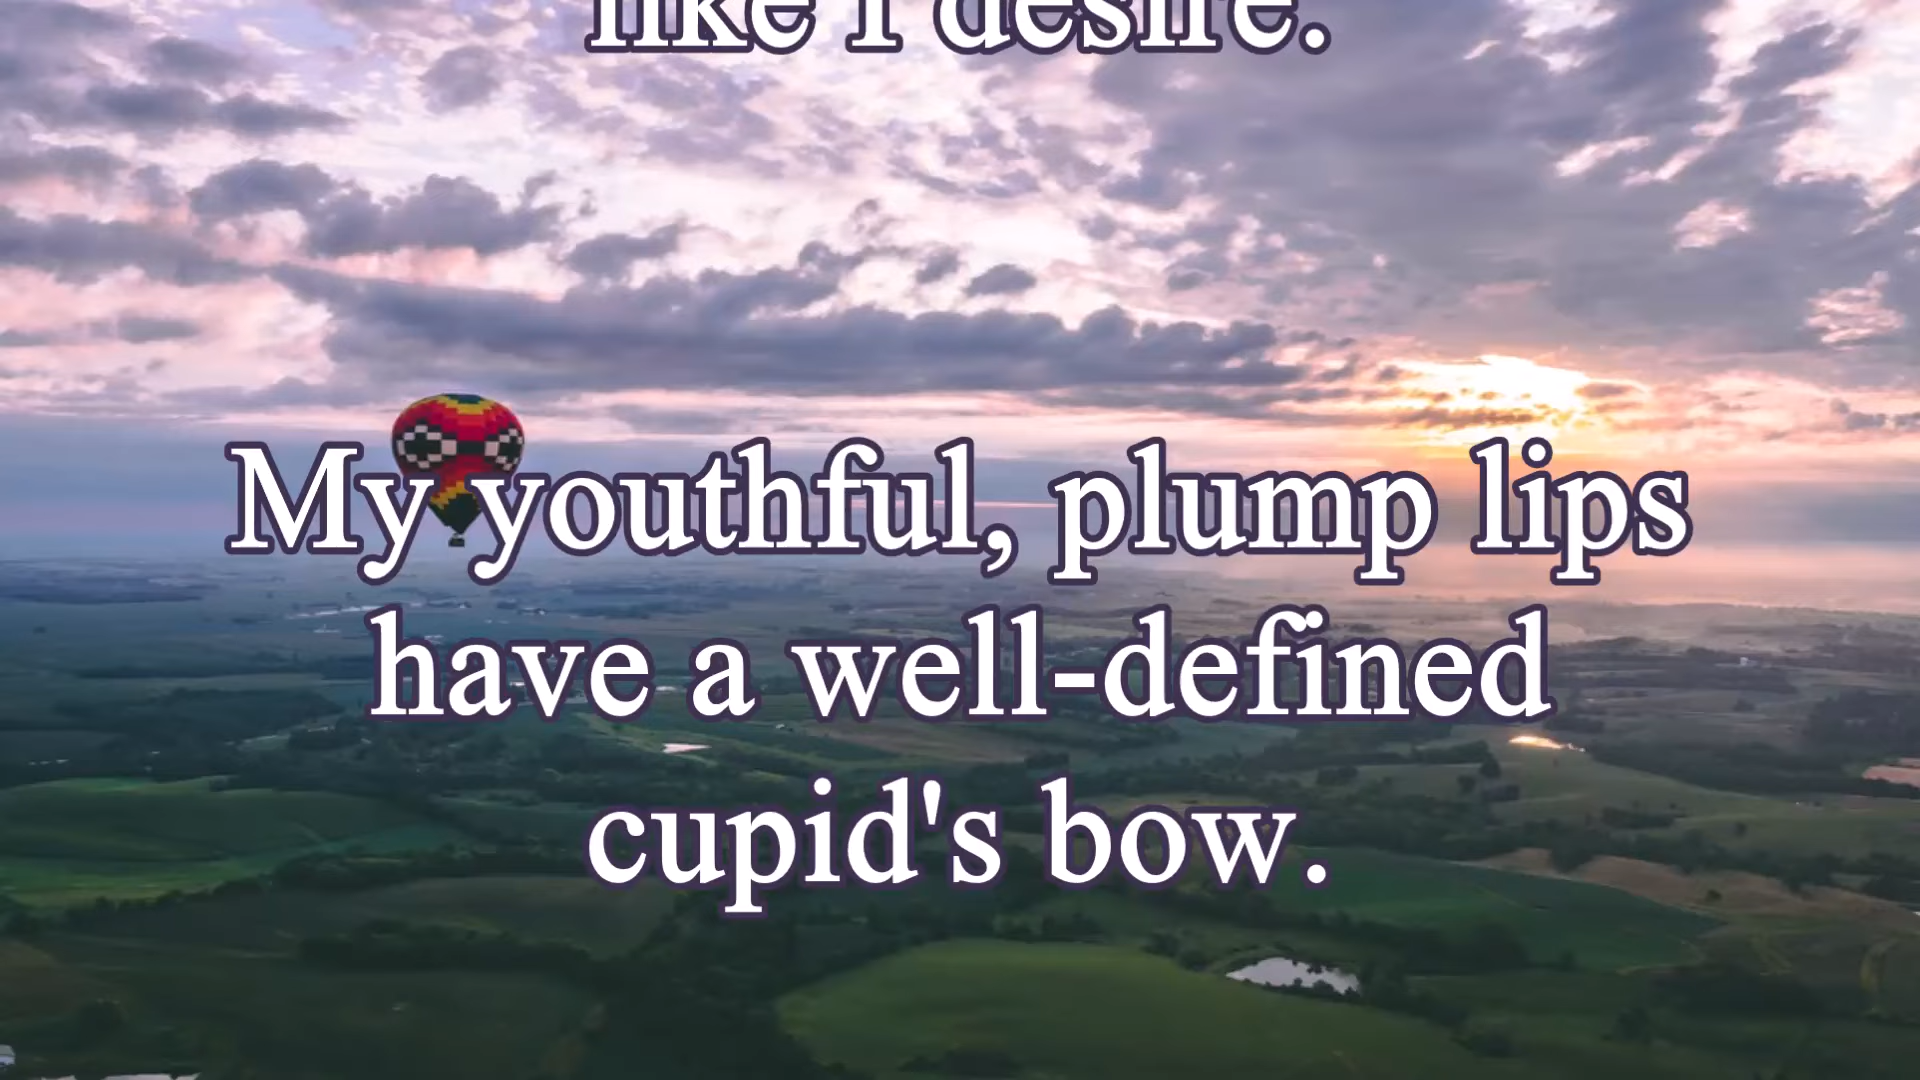 like I desire.
My youthful, plump lips
have a well-defined
cupid's bow.